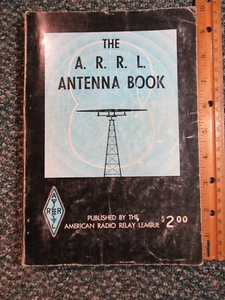 THE
A. R. R. L.
ANTENNA BOOK
PUBLISHED BY THE
AMERICAN RADIO RELAY LEAGUE
$2.00